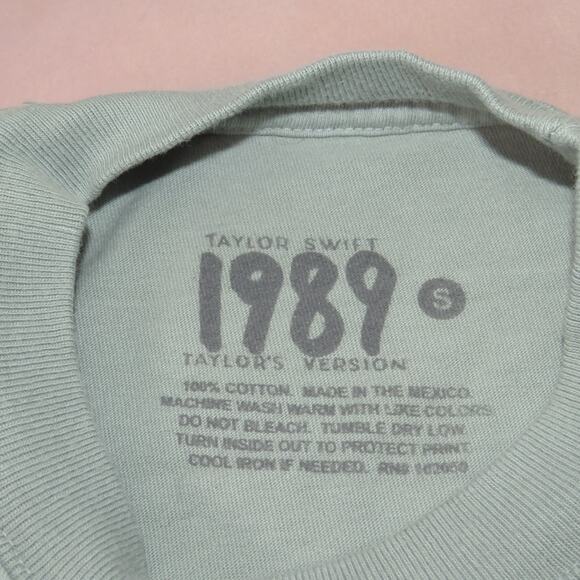 TAYLOR SWIFT
1989 S
TAYLOR'S VERSION
100% COTTON. MADE IN THE MEXICO.
MACHINE WASH WARM WITH LIKE COLORS
DO NOT BLEACH. TUMBLE DRY LOW.
TURN INSIDE OUT TO PROTECT PRINT
COOL IRON IF NEEDED. RN#